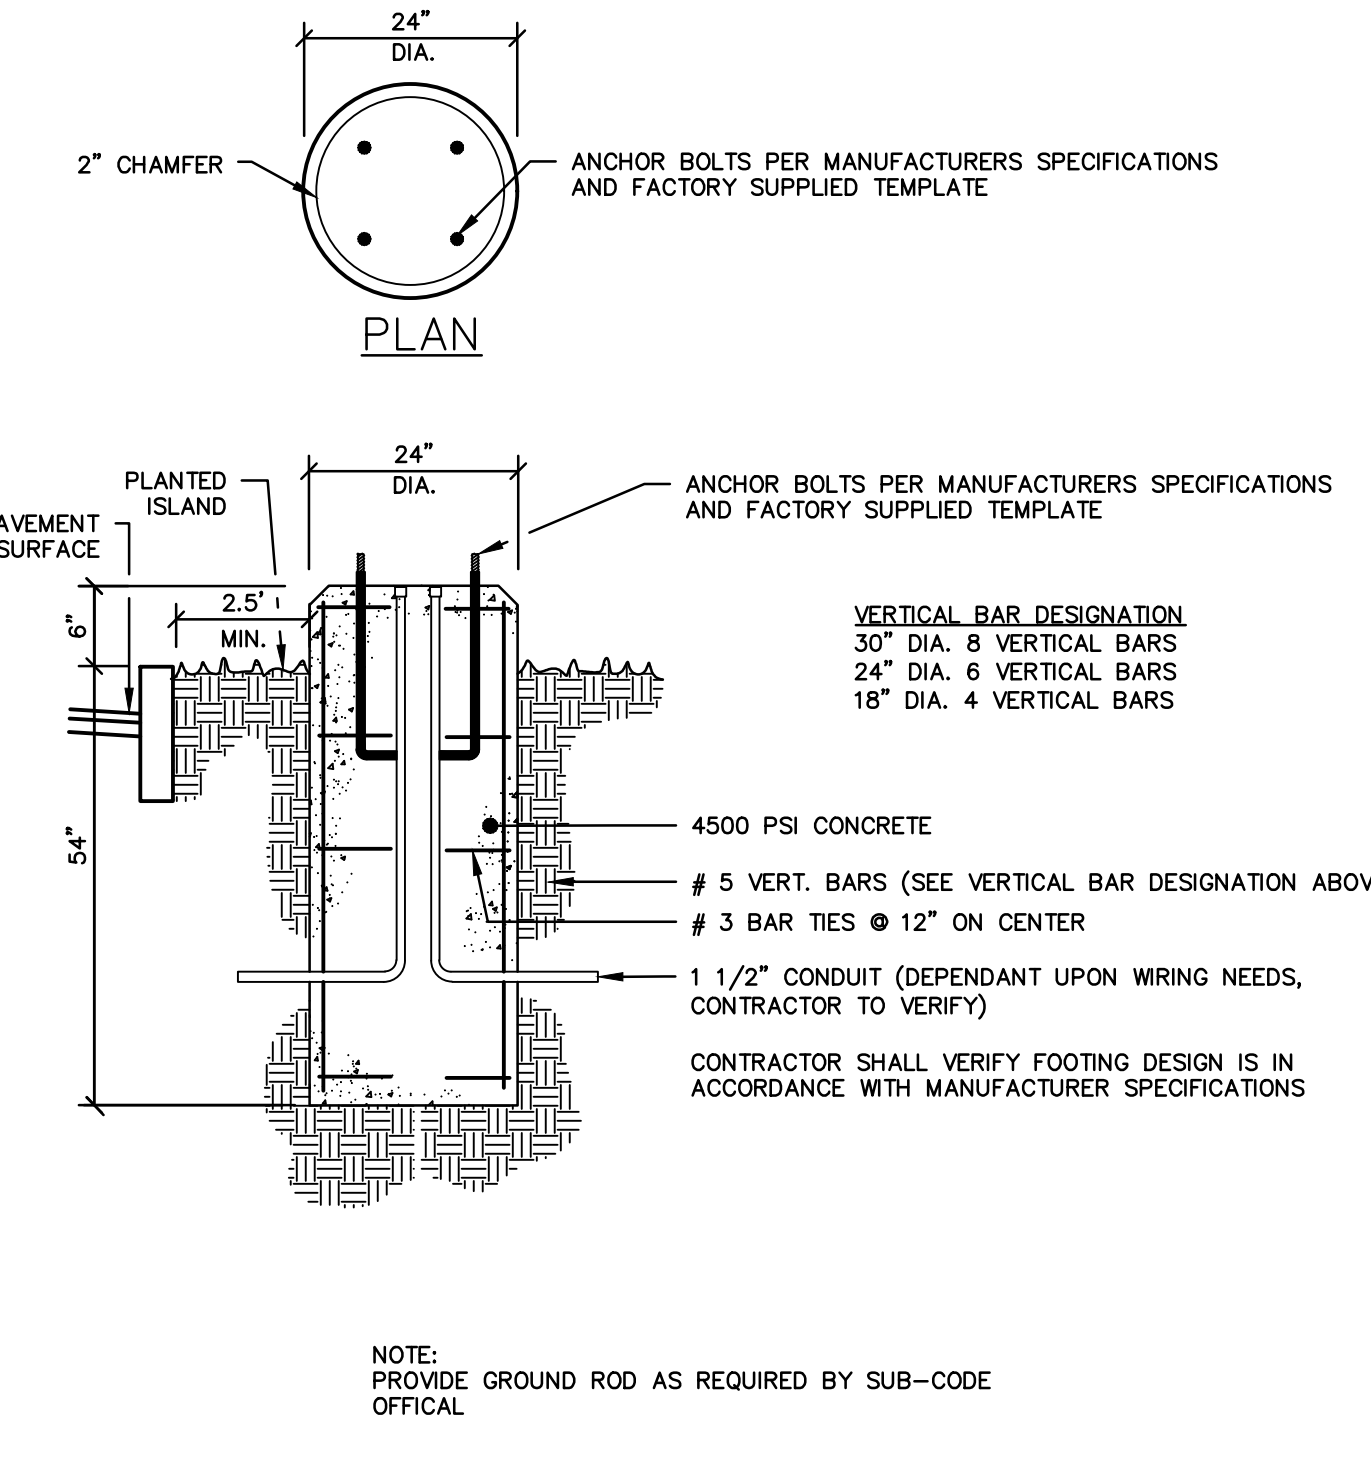 24"
DIA.
2" CHAMFER
ANCHOR BOLTS PER MANUFACTURERS SPECIFICATIONS
AND FACTORY SUPPLIED TEMPLATE
PLAN
24"
DIA.
PLANTED
ISLAND
AVEMENT
SURFACE
ANCHOR BOLTS PER MANUFACTURERS SPECIFICATIONS
AND FACTORY SUPPLIED TEMPLATE
6"
2.5'
MIN.
VERTICAL BAR DESIGNATION
30" DIA. 8 VERTICAL BARS
24" DIA. 6 VERTICAL BARS
18" DIA. 4 VERTICAL BARS
54"
4500 PSI CONCRETE
# 5 VERT. BARS (SEE VERTICAL BAR DESIGNATION ABOV
# 3 BAR TIES @ 12" ON CENTER
1 1/2" CONDUIT (DEPENDANT UPON WIRING NEEDS,
CONTRACTOR TO VERIFY)
CONTRACTOR SHALL VERIFY FOOTING DESIGN IS IN
ACCORDANCE WITH MANUFACTURER SPECIFICATIONS
NOTE:
PROVIDE GROUND ROD AS REQUIRED BY SUB-CODE
OFFICAL